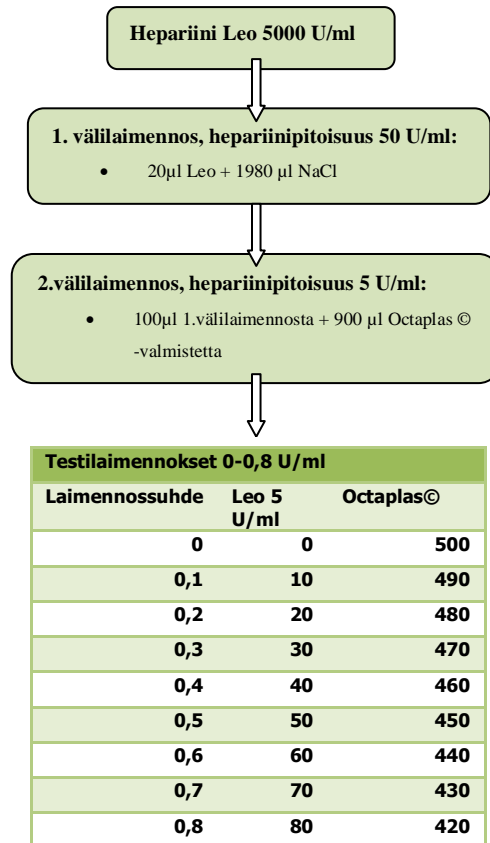 Hepariini Leo 5000 U/ml
1. välilaimennos, hepariinipitoisuus 50 U/ml:
• 20µl Leo + 1980 µl NaCl
2.välilaimennos, hepariinipitoisuus 5 U/ml:
• 100µl 1.välilaimennosta + 900 µl Octaplas ©
-valmistetta
Testilaimennokset 0-0,8 U/ml
Laimennossuhde Leo 5 U/ml Octaplas©
0 0 500
0,1 10 490
0,2 20 480
0,3 30 470
0,4 40 460
0,5 50 450
0,6 60 440
0,7 70 430
0,8 80 420